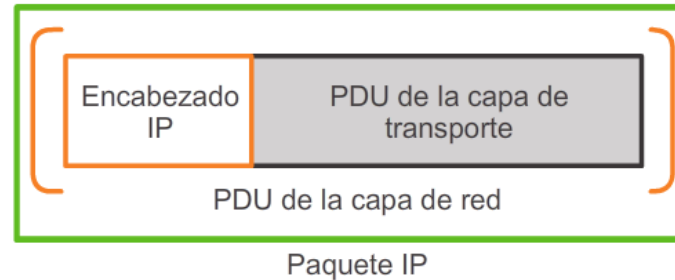 Encabezado
IP
PDU de la capa de
transporte
PDU de la capa de red
Paquete IP